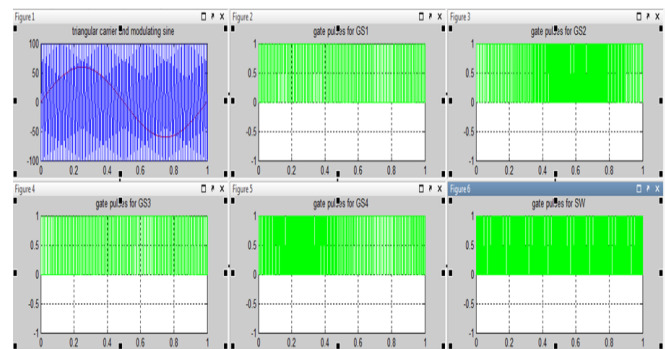 Figure 1
triangular carrier and modulating sine
100
50
0
-50
-100
0 0.2 0.4 0.6 0.8 1
Figure 2
gate pulses for GS1
1
0.5
0
-0.5
-1
0 0.2 0.4 0.6 0.8 1
Figure 3
gate pulses for GS2
1
0.5
0
-0.5
-1
0 0.2 0.4 0.6 0.8 1
Figure 4
gate pulses for GS3
1
0.5
0
-0.5
-1
0 0.2 0.4 0.6 0.8 1
Figure 5
gate pulses for GS4
1
0.5
0
-0.5
-1
0 0.2 0.4 0.6 0.8 1
Figure 6
gate pulses for SW
1
0.5
0
-0.5
-1
0 0.2 0.4 0.6 0.8 1